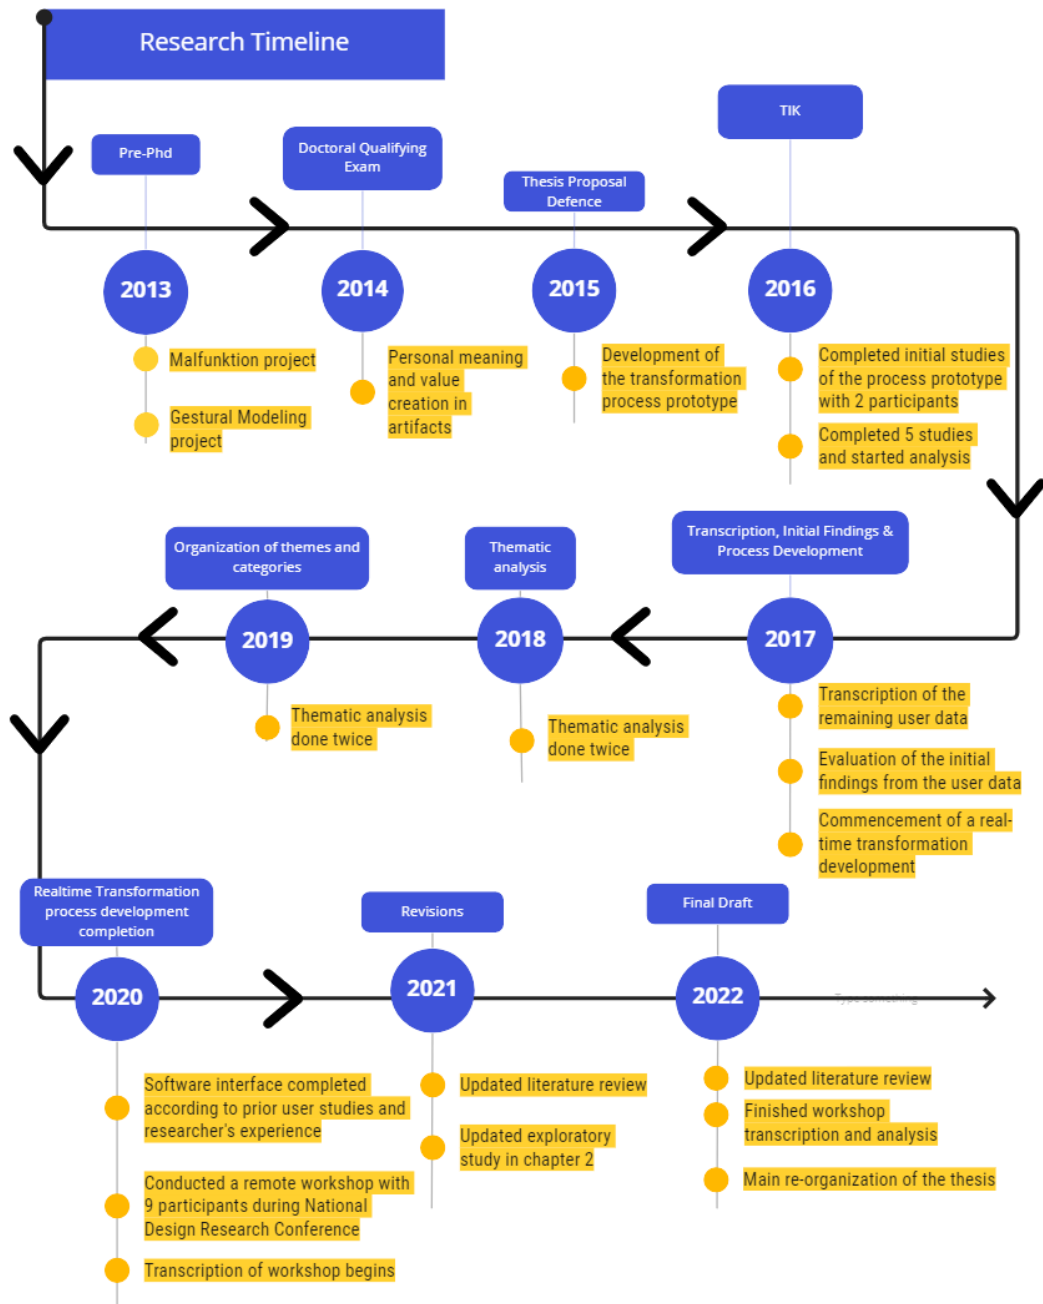 Research Timeline
Pre-Phd
Doctoral Qualifying
Exam
Thesis Proposal
Defence
TIK
2013
2014
2015
2016
Malfunktion project
Gestural Modeling
project
Personal meaning
and value
creation in
artifacts
Development of
the transformation
process prototype
Completed initial studies
of the process prototype
with 2 participants
Completed 5 studies
and started analysis
Organization of themes and
categories
Thematic
analysis
Transcription, Initial Findings &
Process Development
2019
2018
2017
Thematic analysis
done twice
Thematic analysis
done twice
Transcription of the
remaining user data
Evaluation of the initial
findings from the user data
Commencement of a real-
time transformation
development
Realtime Transformation
process development
completion
Revisions
Final Draft
2020
2021
2022
Type something
Software interface completed
according to prior user studies and
researcher's experience
Conducted a remote workshop with
9 participants during National
Design Research Conference
Transcription of workshop begins
Updated literature review
Updated exploratory
study in chapter 2
Updated literature review
Finished workshop
transcription and analysis
Main re-organization of the thesis